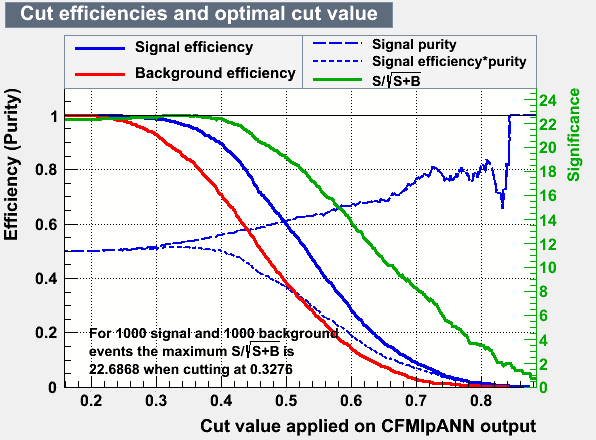 Cut efficiencies and optimal cut value
Signal efficiency
Background efficiency
Signal purity
Signal efficiency*purity
S/√S+B
Efficiency (Purity)
1
0.8
0.6
0.4
0.2
0
0.2 0.3 0.4 0.5 0.6 0.7 0.8
Cut value applied on CFMlpANN output
24
22
20
18
16
14
12
10
8
6
4
2
0
Significance
For 1000 signal and 1000 background
events the maximum S/√S+B is
22.6868 when cutting at 0.3276